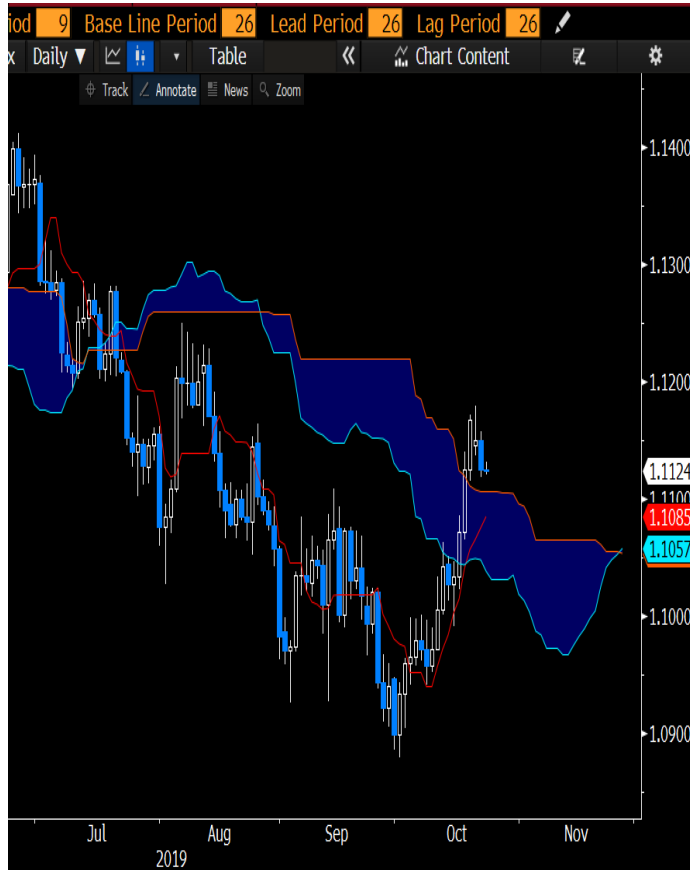 iod 9 Base Line Period 26 Lead Period 26 Lag Period 26
x Daily ▼ Table « Chart Content
Track Annotate News Zoom
1.1400
1.1300
1.1200
1.1124
1.1100
1.1085
1.1057
1.1000
1.0900
Jul Aug Sep Oct Nov
2019